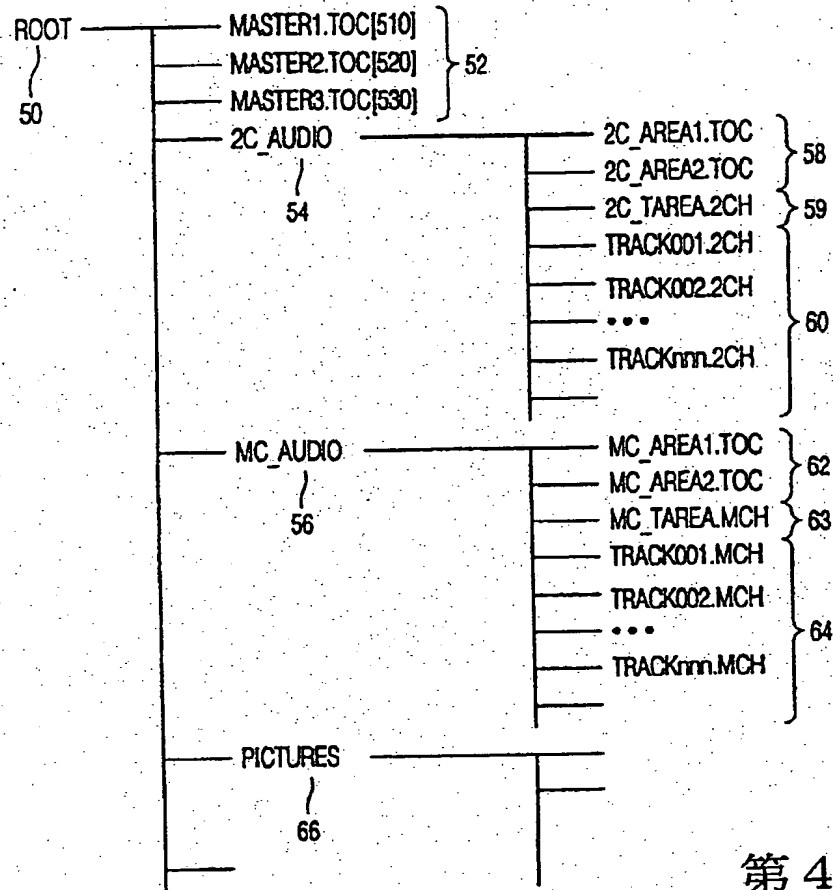 ROOT
50
MASTER1.TOC[510]
MASTER2.TOC[520]
MASTER3.TOC[530]
52
2C_AUDIO
54
2C_AREA1.TOC
2C_AREA2.TOC
58
2C_TAREA.2CH
59
TRACK001.2CH
TRACK002.2CH
•••
TRACKnnn.2CH
60
MC_AUDIO
56
MC_AREA1.TOC
MC_AREA2.TOC
62
MC_TAREA.MCH
63
TRACK001.MCH
TRACK002.MCH
•••
TRACKnnn.MCH
64
PICTURES
66
第4